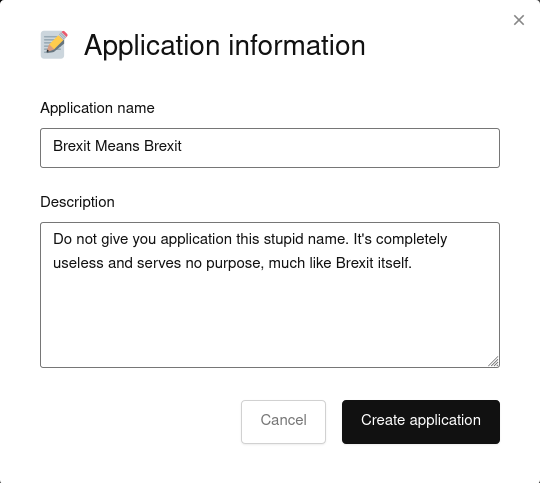 Application information
Application name
Brexit Means Brexit
Description
Do not give you application this stupid name. It's completely
useless and serves no purpose, much like Brexit itself.
Cancel
Create application